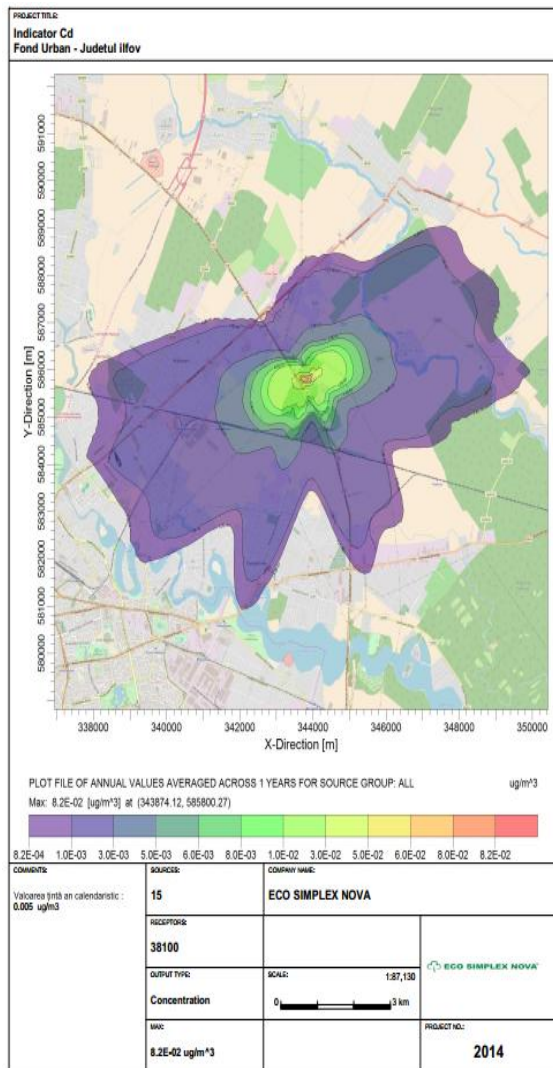 PROJECT TITLE:
Indicator Cd
Fond Urban - Judetul ilfov
Y-Direction [m]
591000
590000
589000
588000
587000
586000
585000
584000
583000
582000
581000
580000
338000 340000 342000 344000 346000 348000 350000
X-Direction [m]
PLOT FILE OF ANNUAL VALUES AVERAGED ACROSS 1 YEARS FOR SOURCE GROUP: ALL ug/m^3
Max: 8.2E-02 [ug/m^3] at (343874.12, 585800.27)
8.2E-04 1.0E-03 3.0E-03 5.0E-03 6.0E-03 8.0E-03 1.0E-02 3.0E-02 5.0E-02 6.0E-02 8.0E-02 8.2E-02
COMMENTS:
Valoarea țintă an calendaristic :
0.005 ug/m3
SOURCES:
15
COMPANY NAME:
ECO SIMPLEX NOVA
RECEPTORS:
38100
OUTPUT TYPE:
Concentration
SCALE: 1:87,130
0 3 km
ECO SIMPLEX NOVA
MAX:
8.2E-02 ug/m^3
PROJECT NO.:
2014